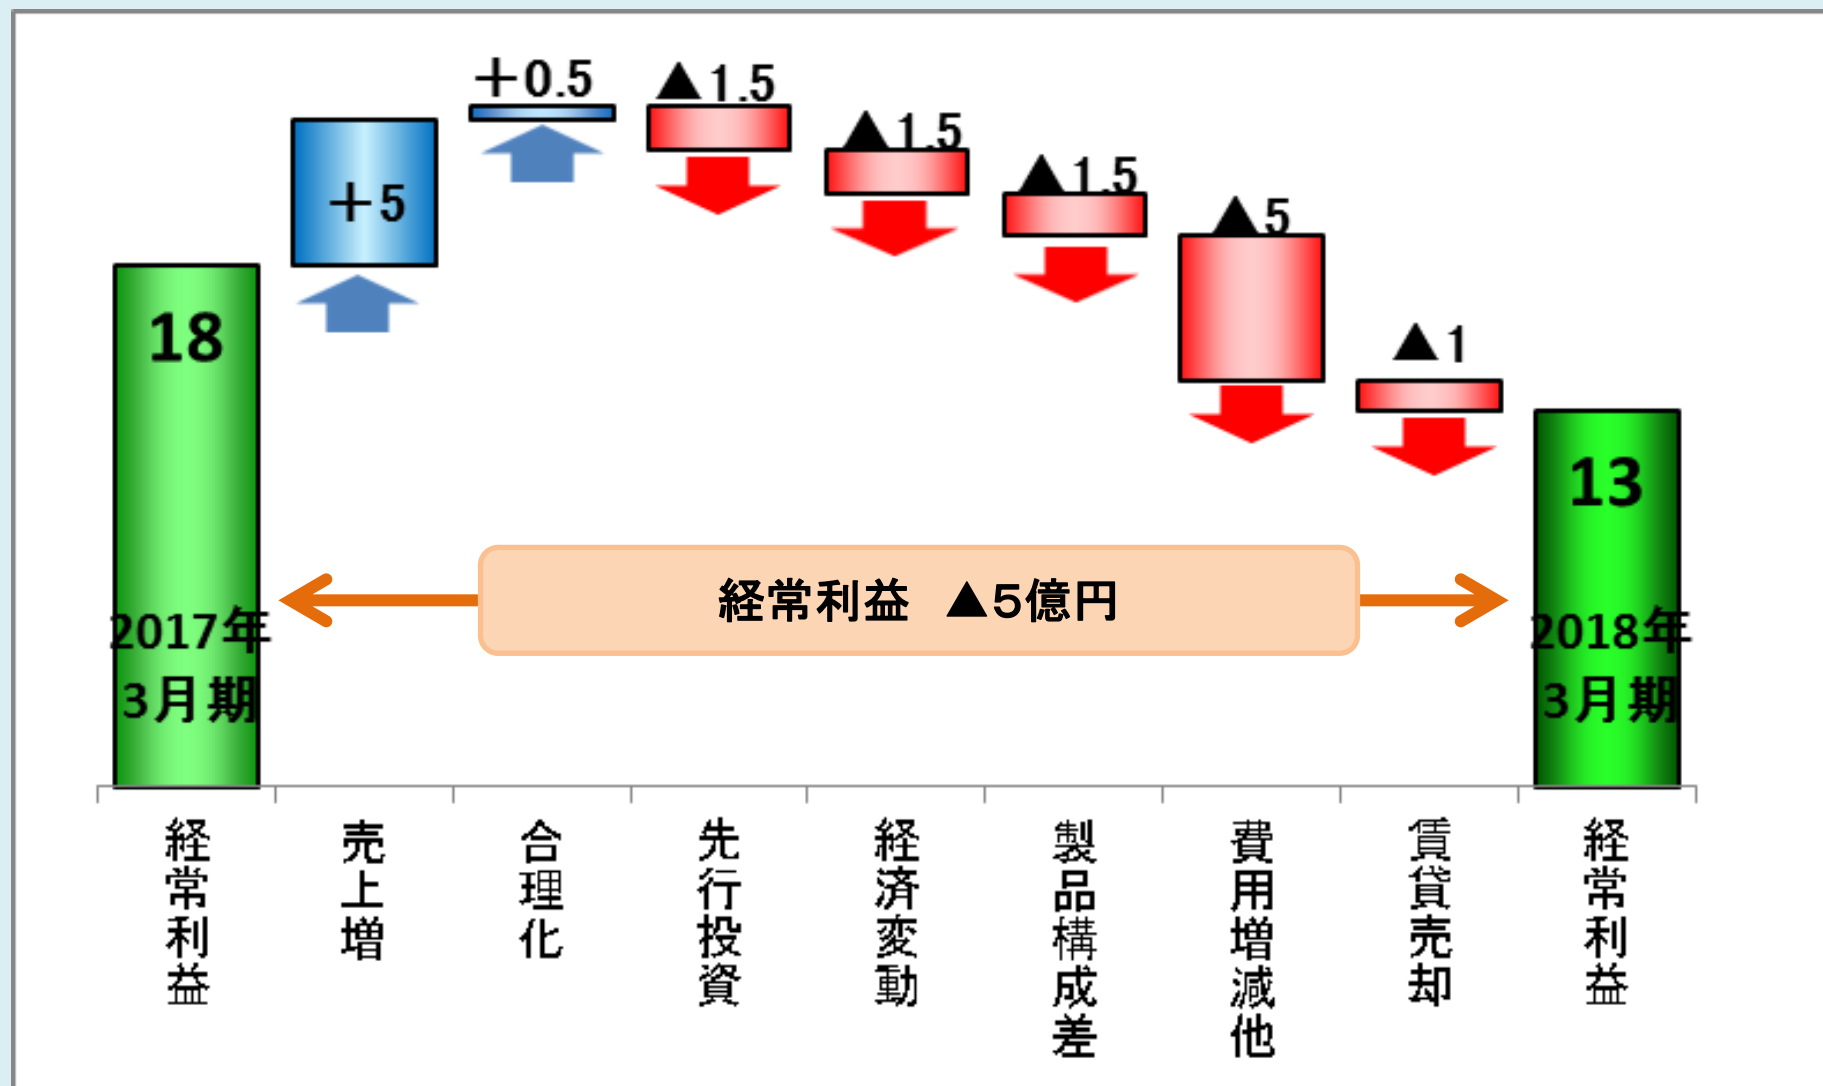 +0.5
▲1.5
▲1.5
▲1.5
▲5
+5
18
▲1
13
経常利益 ▲5億円
2017年
3月期
2018年
3月期
経常利益
売上増
合理化
先行投資
経済変動
製品構成差
費用増減他
賃貸売却
経常利益